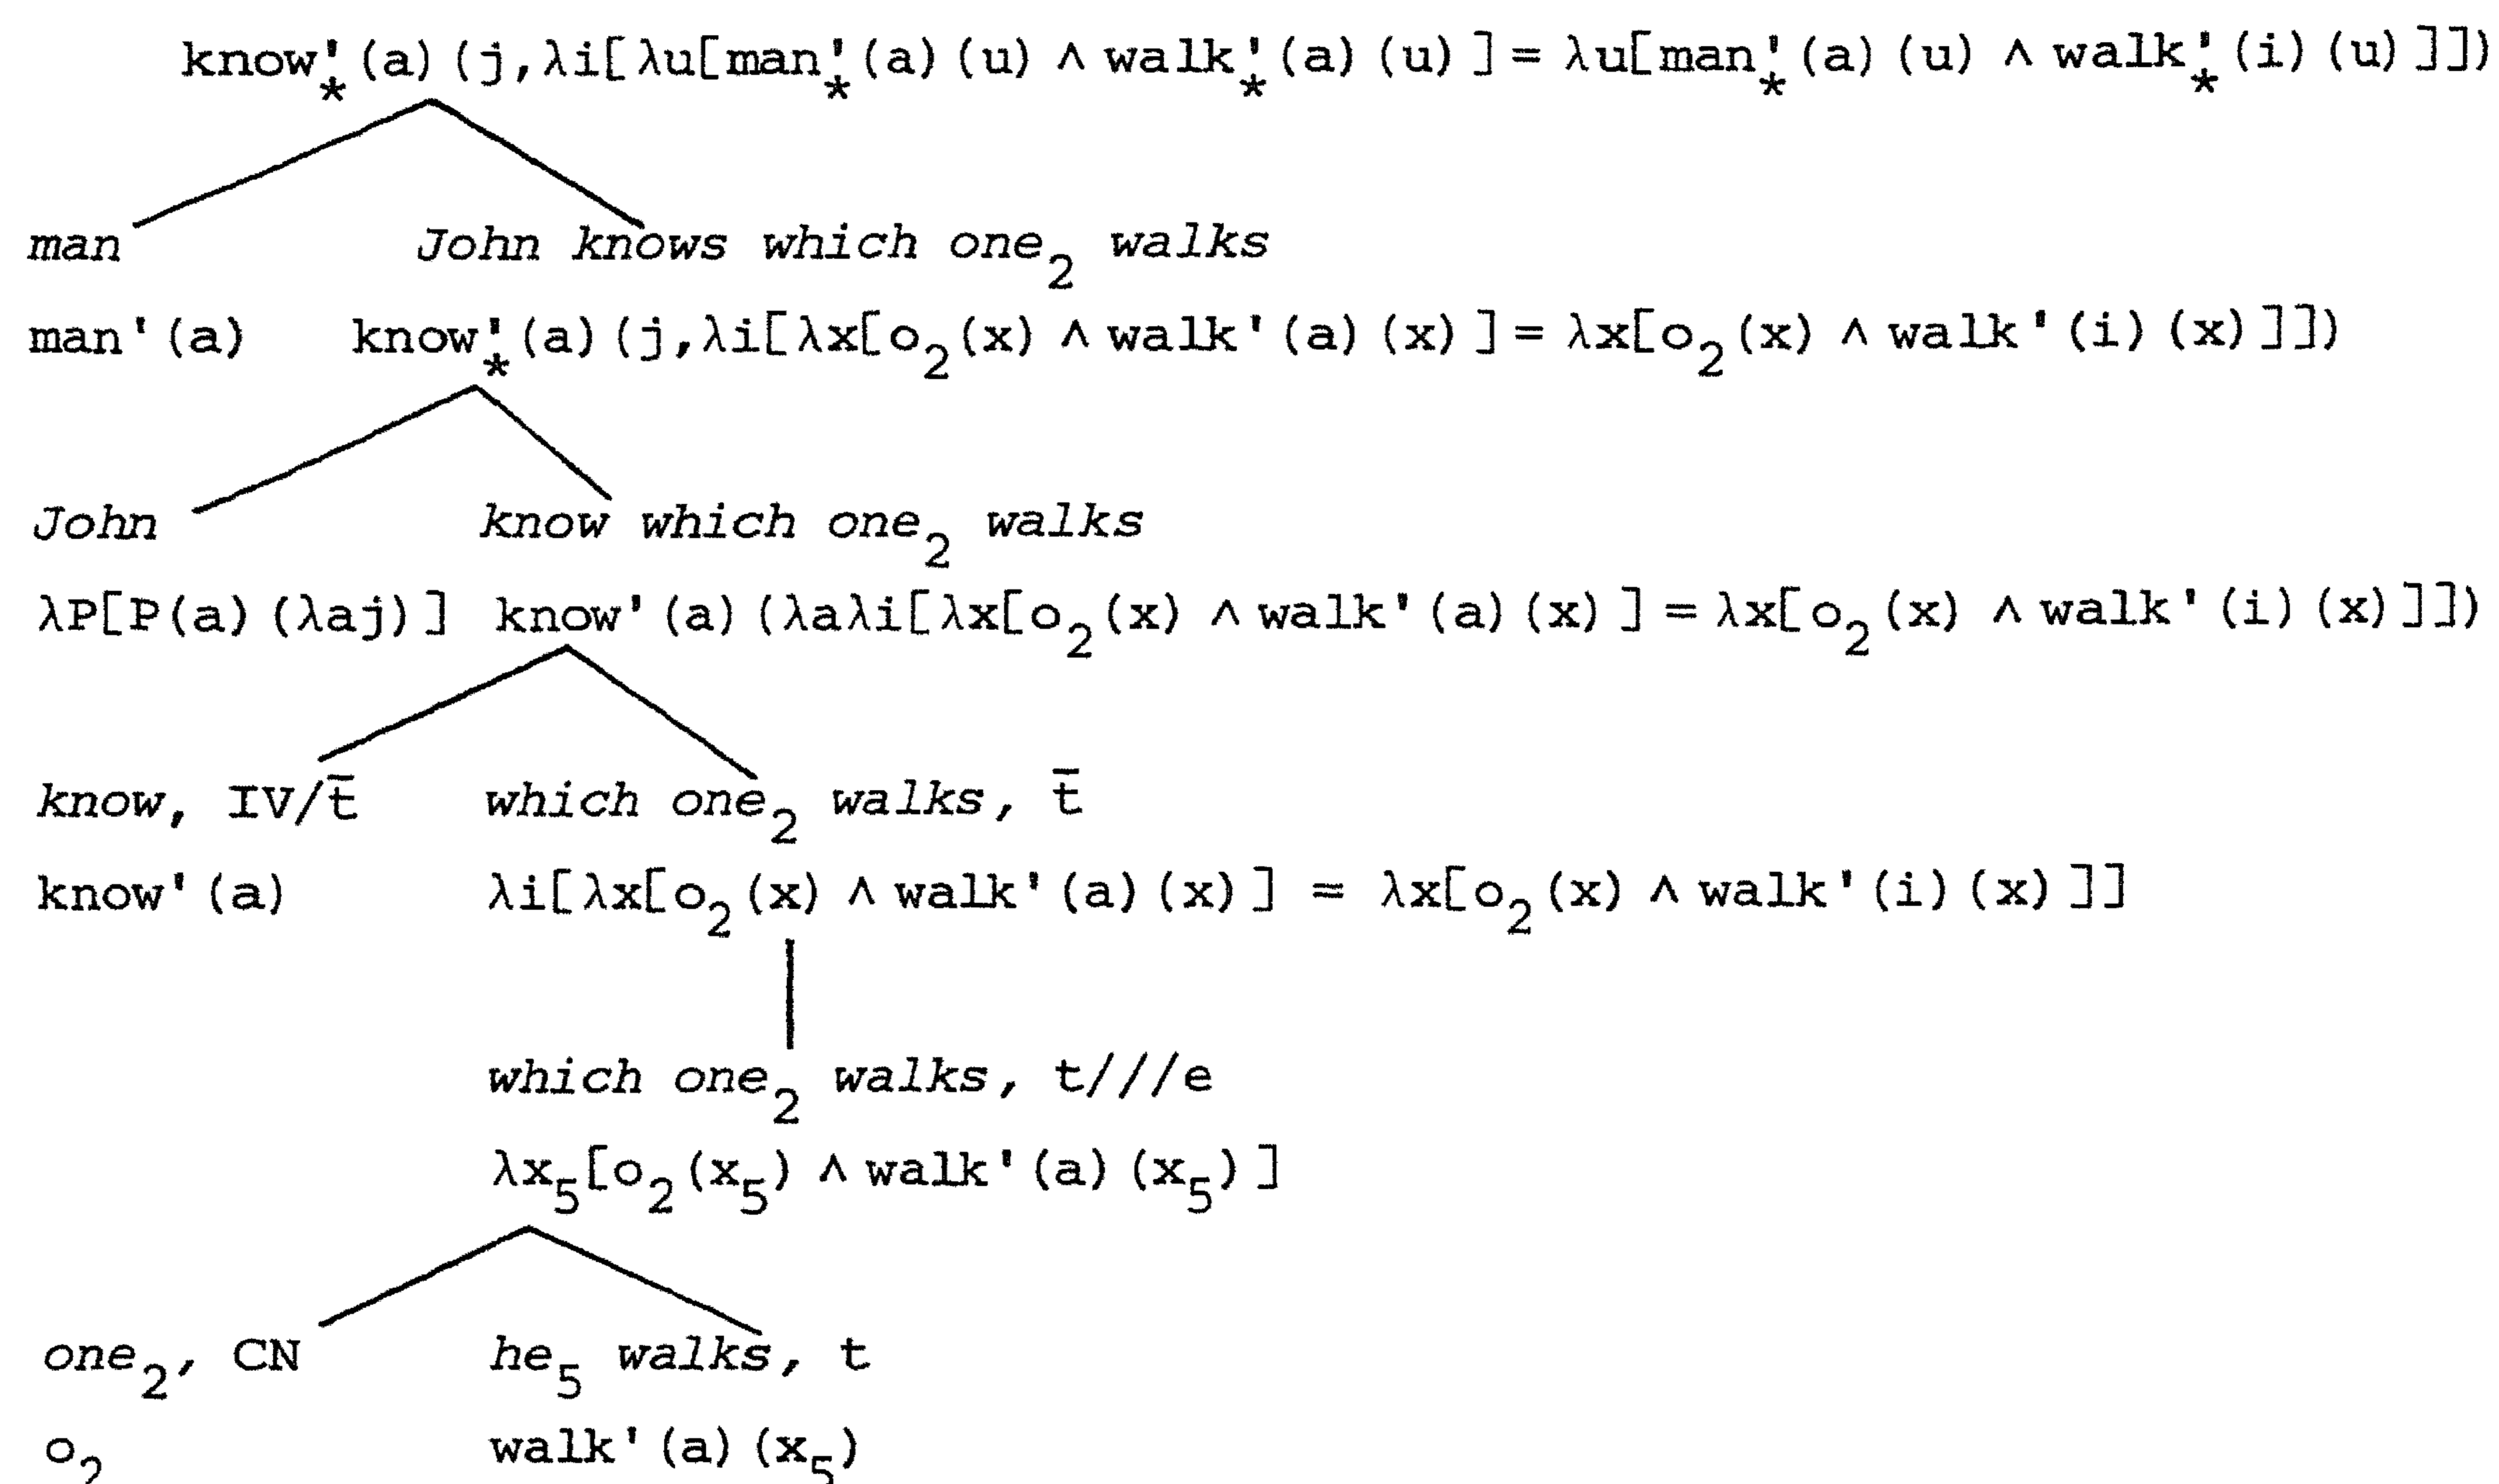 know'⁎(a)(j,λi[λu[man'⁎(a)(u) ∧ walk'⁎(a)(u)]= λu[man'⁎(a)(u) ∧ walk'⁎(i)(u)]])
man John knows which one₂ walks
man'(a) know'⁎(a)(j,λi[λx[o₂(x) ∧ walk'(a)(x)]= λx[o₂(x) ∧ walk'(i)(x)]])
John know which one₂ walks
λP[P(a)(λaj)] know'(a)(λaλi[λx[o₂(x) ∧ walk'(a)(x)]= λx[o₂(x) ∧ walk'(i)(x)]])
know, IV/t̅ which one₂ walks, t̅
know'(a) λi[λx[o₂(x) ∧ walk'(a)(x)] = λx[o₂(x) ∧ walk'(i)(x)]]
which one₂ walks, t///e
λx₅[o₂(x₅) ∧ walk'(a)(x₅)]
one₂, CN he₅ walks, t
o₂ walk'(a)(x₅)